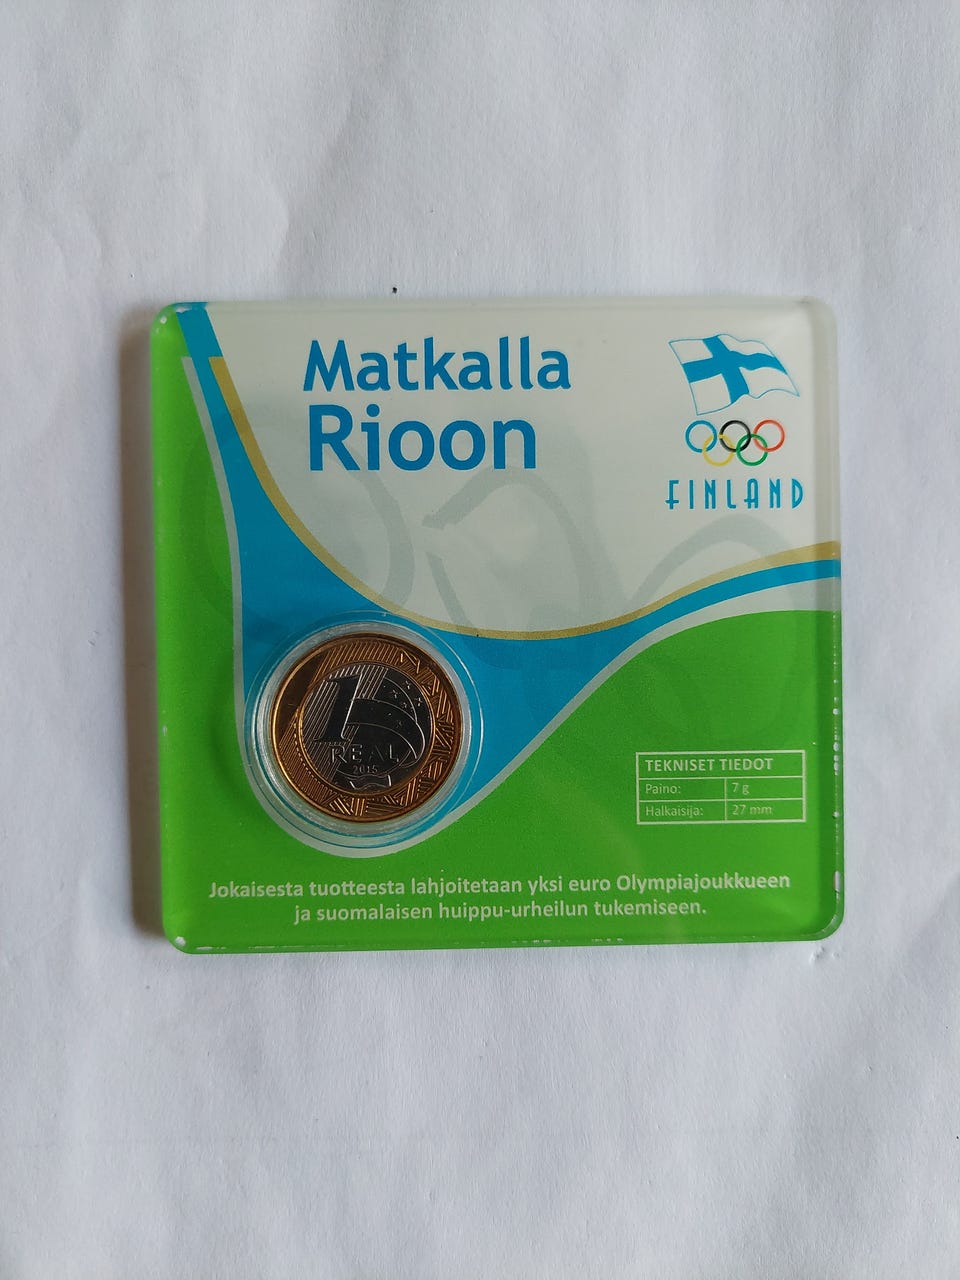 Matkalla
Rioon
FINLAND
1
REAL
2015
TEKNISET TIEDOT
Paino: 7 g
Halkaisija: 27 mm
Jokaisesta tuotteesta lahjoitetaan yksi euro Olympiajoukkueen
ja suomalaisen huippu-urheilun tukemiseen.